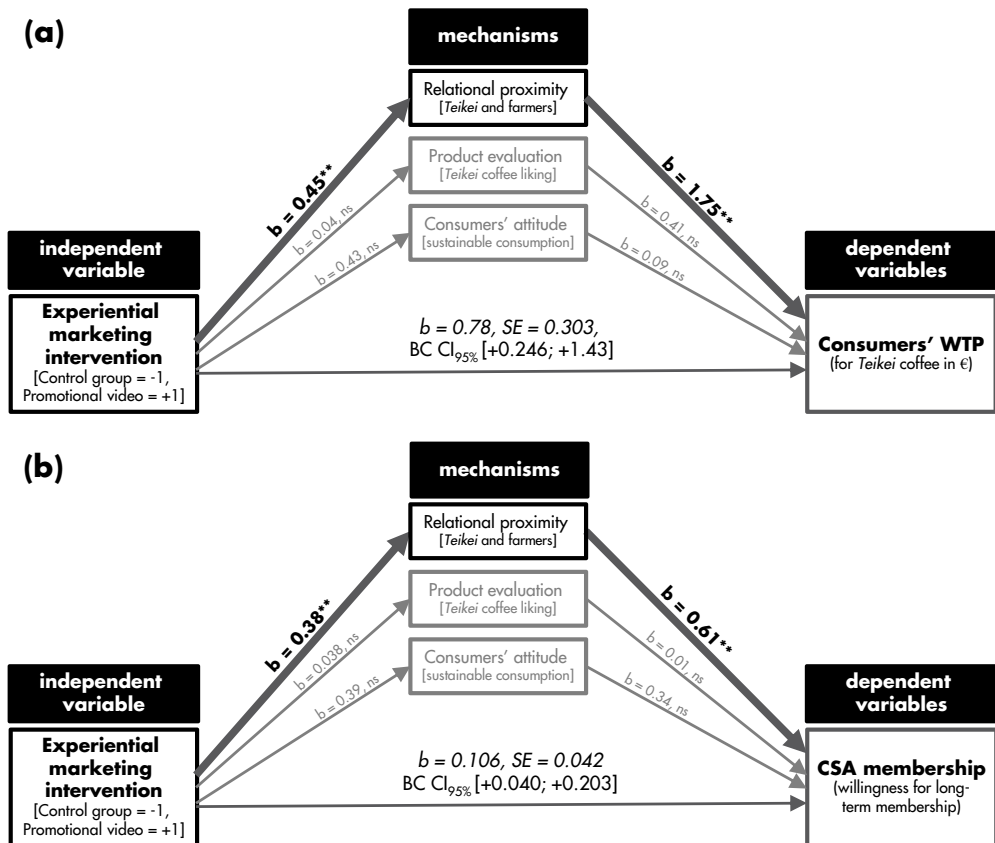 (a)
mechanisms
Relational proximity
[Teikei and farmers]
Product evaluation
[Teikei coffee liking]
Consumers' attitude
[sustainable consumption]
b = 0.45**
b = 0.04, ns
b = 0.43, ns
b = 1.75**
b = 0.41, ns
b = 0.09, ns
independent
variable
Experiential
marketing
intervention
[Control group = -1,
Promotional video = +1]
b = 0.78, SE = 0.303,
BC CI95% [+0.246; +1.43]
dependent
variables
Consumers' WTP
(for Teikei coffee in €)
(b)
mechanisms
Relational proximity
[Teikei and farmers]
Product evaluation
[Teikei coffee liking]
Consumers' attitude
[sustainable consumption]
b = 0.38**
b = 0.038, ns
b = 0.39, ns
b = 0.61**
b = 0.01, ns
b = 0.34, ns
independent
variable
Experiential
marketing
intervention
[Control group = -1,
Promotional video = +1]
b = 0.106, SE = 0.042
BC CI95% [+0.040; +0.203]
dependent
variables
CSA membership
(willingness for long-
term membership)